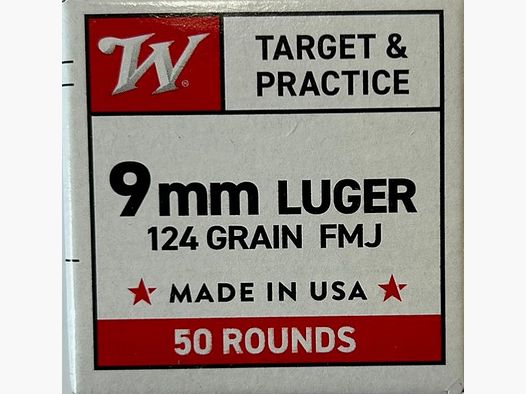 W
TARGET &
PRACTICE
9mm LUGER
124 GRAIN FMJ
★ MADE IN USA ★
50 ROUNDS